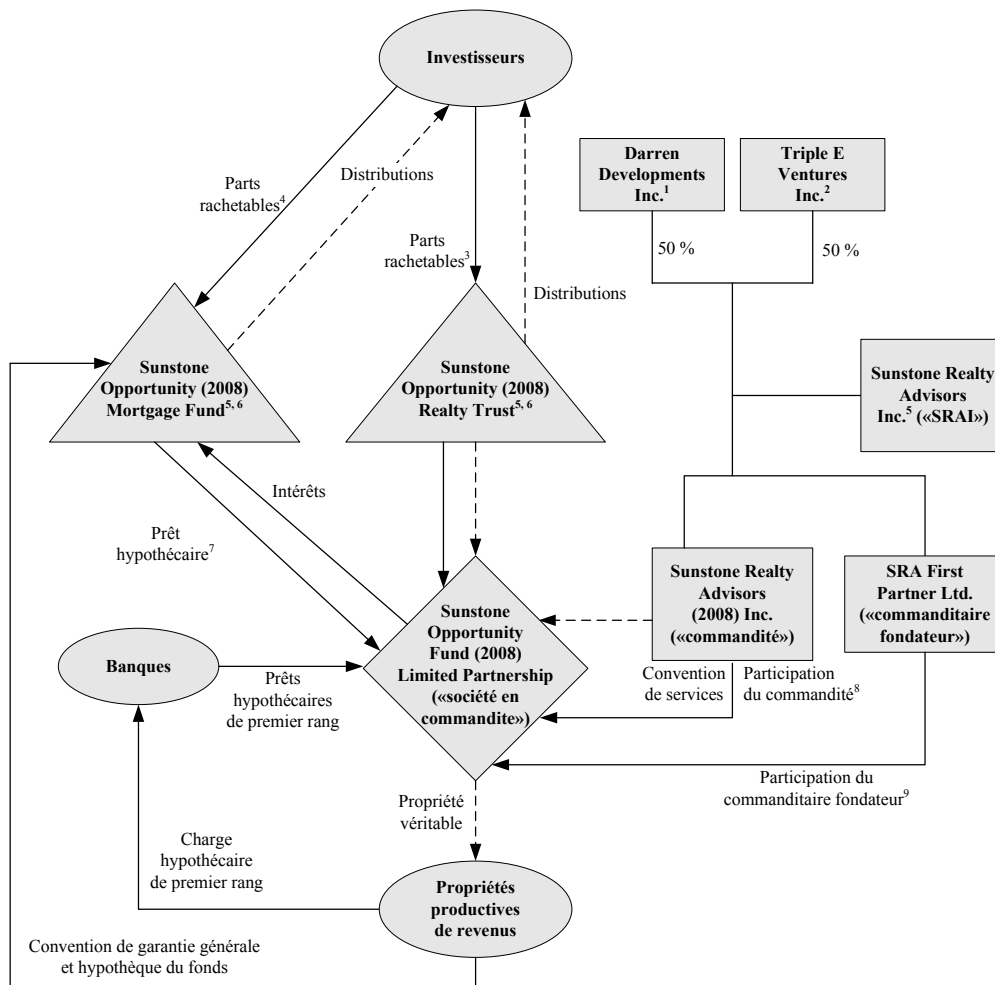 Investisseurs
Darren
Developments
Inc.1
Triple E
Ventures
Inc.2
Distributions
Parts
rachetables4
Parts
rachetables3
50 %
50 %
Distributions
Sunstone
Opportunity (2008)
Mortgage Fund5, 6
Sunstone
Opportunity (2008)
Realty Trust5, 6
Sunstone Realty
Advisors
Inc.5 («SRAI»)
Intérêts
Prêt
hypothécaire7
Sunstone
Opportunity
Fund (2008)
Limited Partnership
(«société en
commandite»)
Sunstone Realty
Advisors
(2008) Inc.
(«commandité»)
SRA First
Partner Ltd.
(«commanditaire
fondateur»)
Banques
Prêts
hypothécaires
de premier rang
Convention
de services
Participation
du commandité8
Participation du
commanditaire fondateur9
Propriété
véritable
Charge
hypothécaire
de premier rang
Propriétés
productives
de revenus
Convention de garantie générale
et hypothèque du fonds